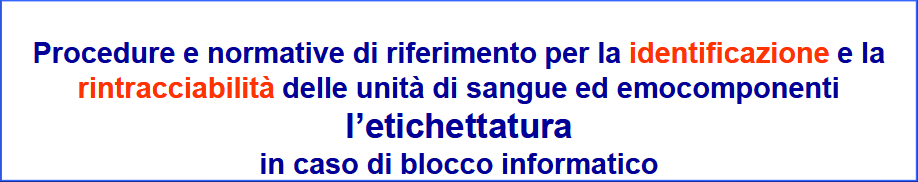 Procedure e normative di riferimento per la identificazione e la
rintracciabilità delle unità di sangue ed emocomponenti
l’etichettatura
in caso di blocco informatico